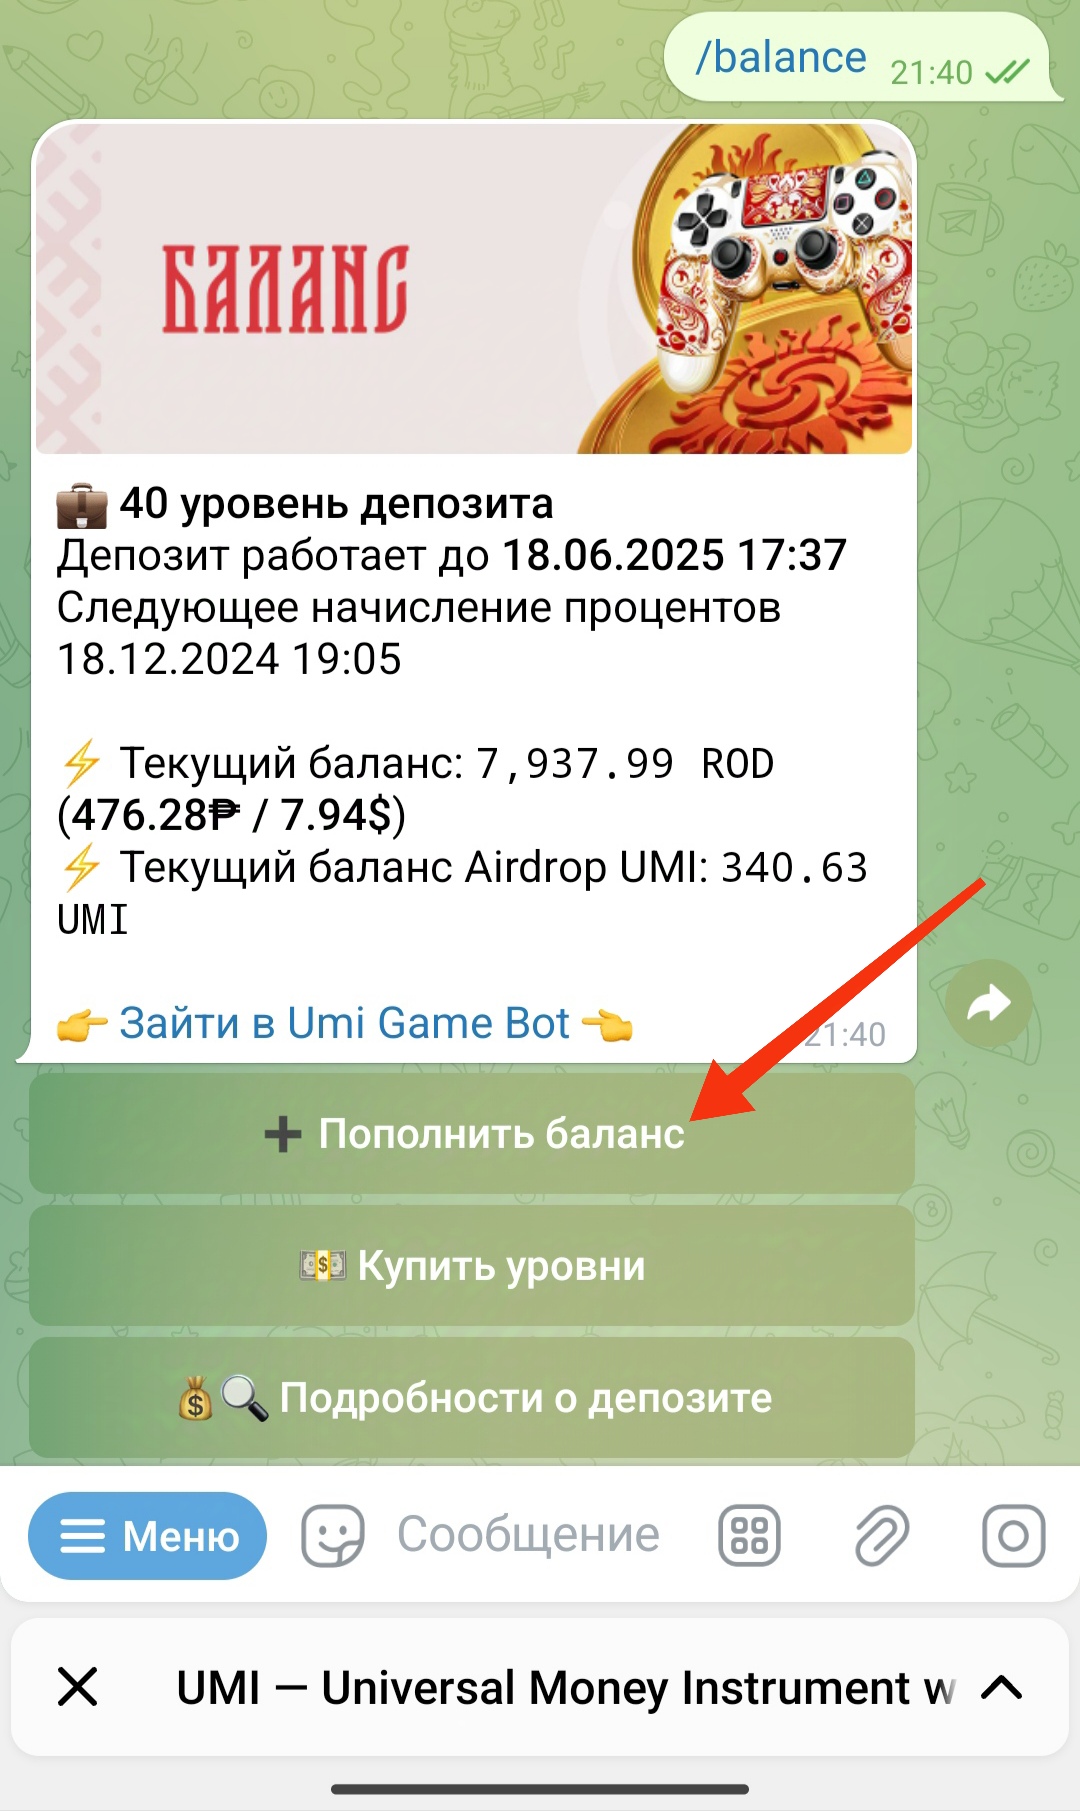 /balance 21:40
БАЛАНС
💼 40 уровень депозита
Депозит работает до 18.06.2025 17:37
Следующее начисление процентов
18.12.2024 19:05
⚡ Текущий баланс: 7,937.99 ROD
(476.28₱ / 7.94$)
⚡ Текущий баланс Airdrop UMI: 340.63
UMI
👉 Зайти в Umi Game Bot 👈 21:40
➕ Пополнить баланс
💵 Купить уровни
💰🔍 Подробности о депозите
Меню Сообщение
UMI — Universal Money Instrument w